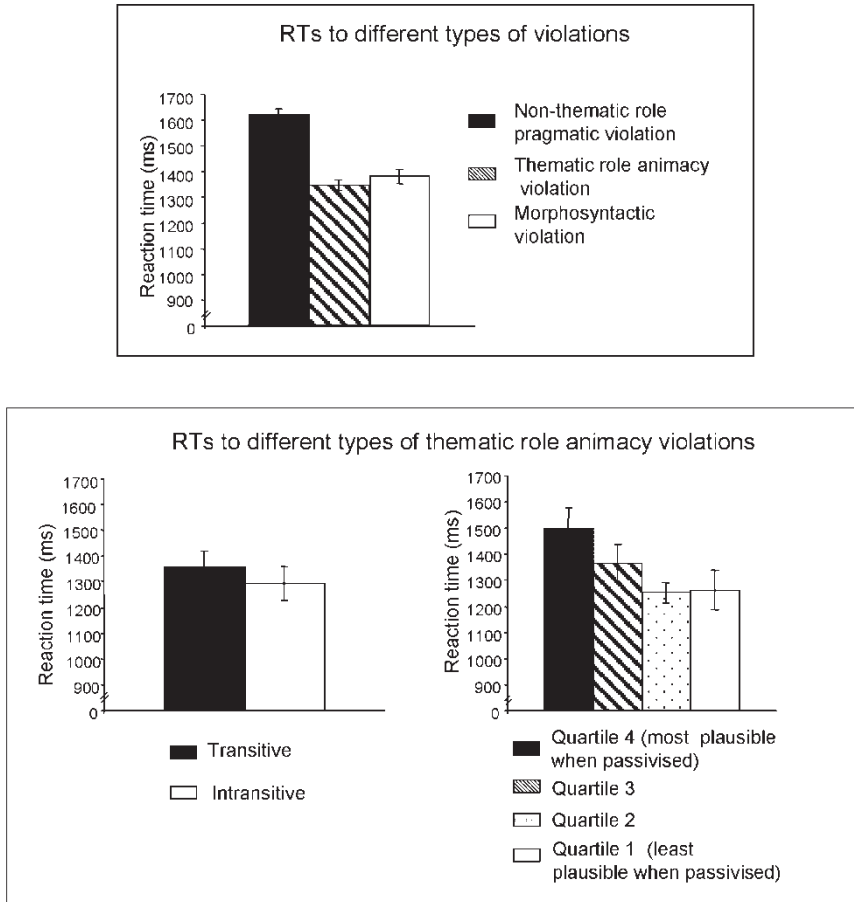 RTs to different types of violations
Reaction time (ms)
1700
1600
1500
1400
1300
1200
1100
1000
900
0
Non-thematic role
pragmatic violation
Thematic role animacy
violation
Morphosyntactic
violation
RTs to different types of thematic role animacy violations
Reaction time (ms)
1700
1600
1500
1400
1300
1200
1100
1000
900
0
Transitive
Intransitive
Reaction time (ms)
1700
1600
1500
1400
1300
1200
1100
1000
900
0
Quartile 4 (most plausible
when passivised)
Quartile 3
Quartile 2
Quartile 1 (least
plausible when passivised)